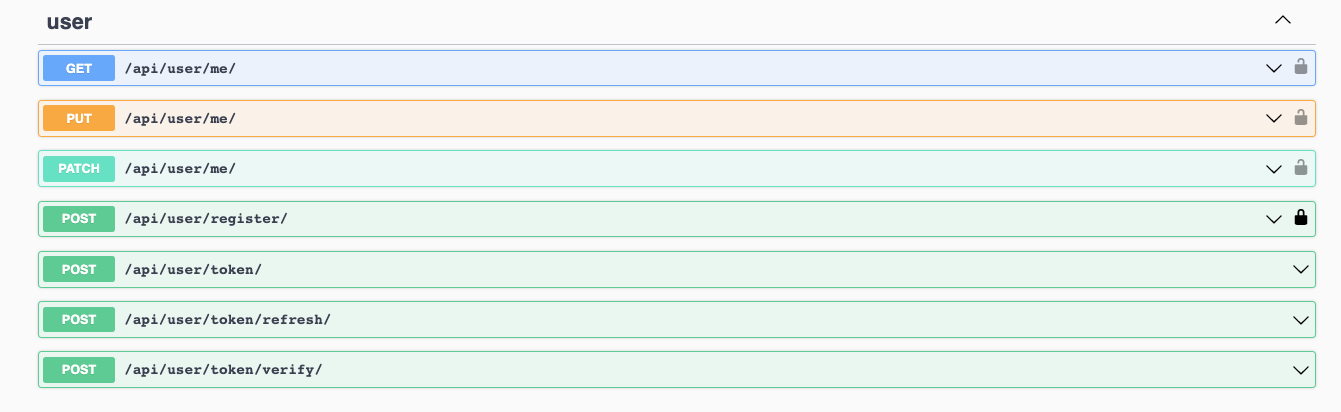 user
GET /api/user/me/
PUT /api/user/me/
PATCH /api/user/me/
POST /api/user/register/
POST /api/user/token/
POST /api/user/token/refresh/
POST /api/user/token/verify/